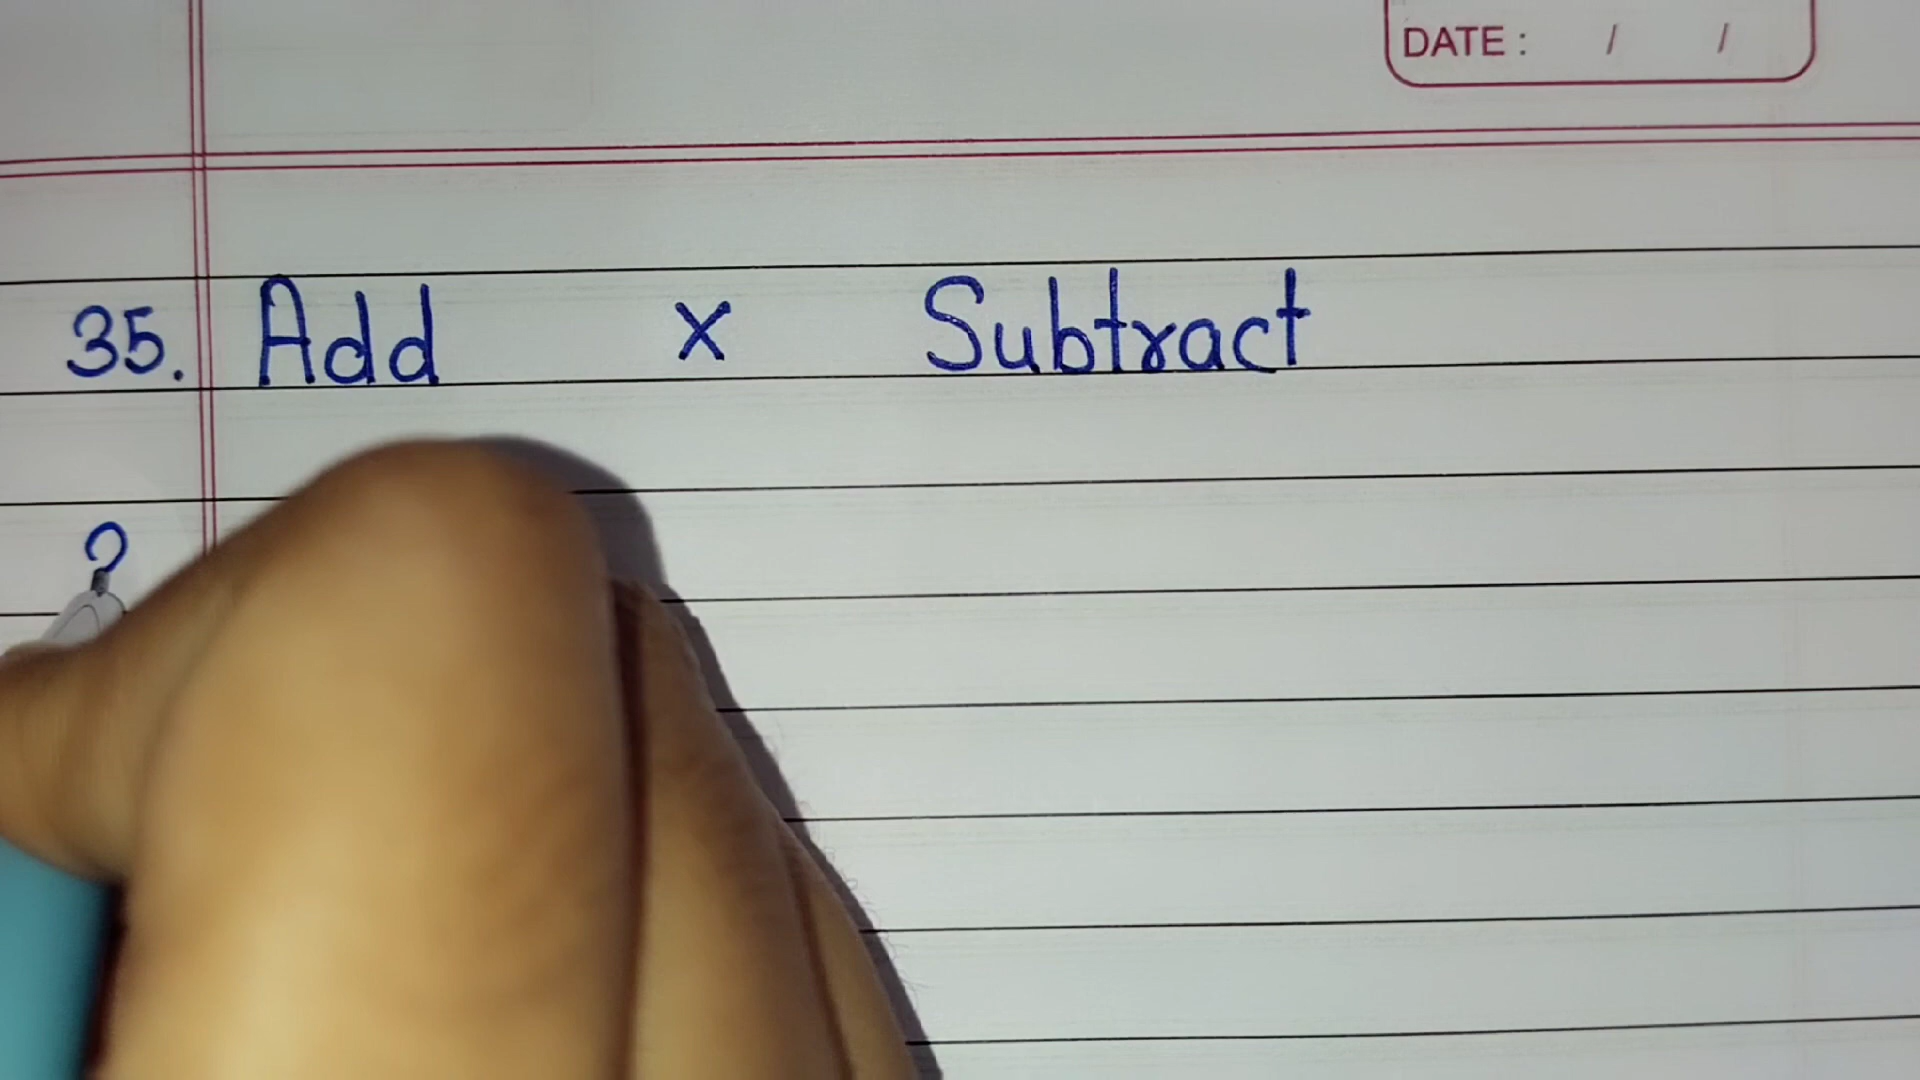 DATE : / /
35. Add x Subtract